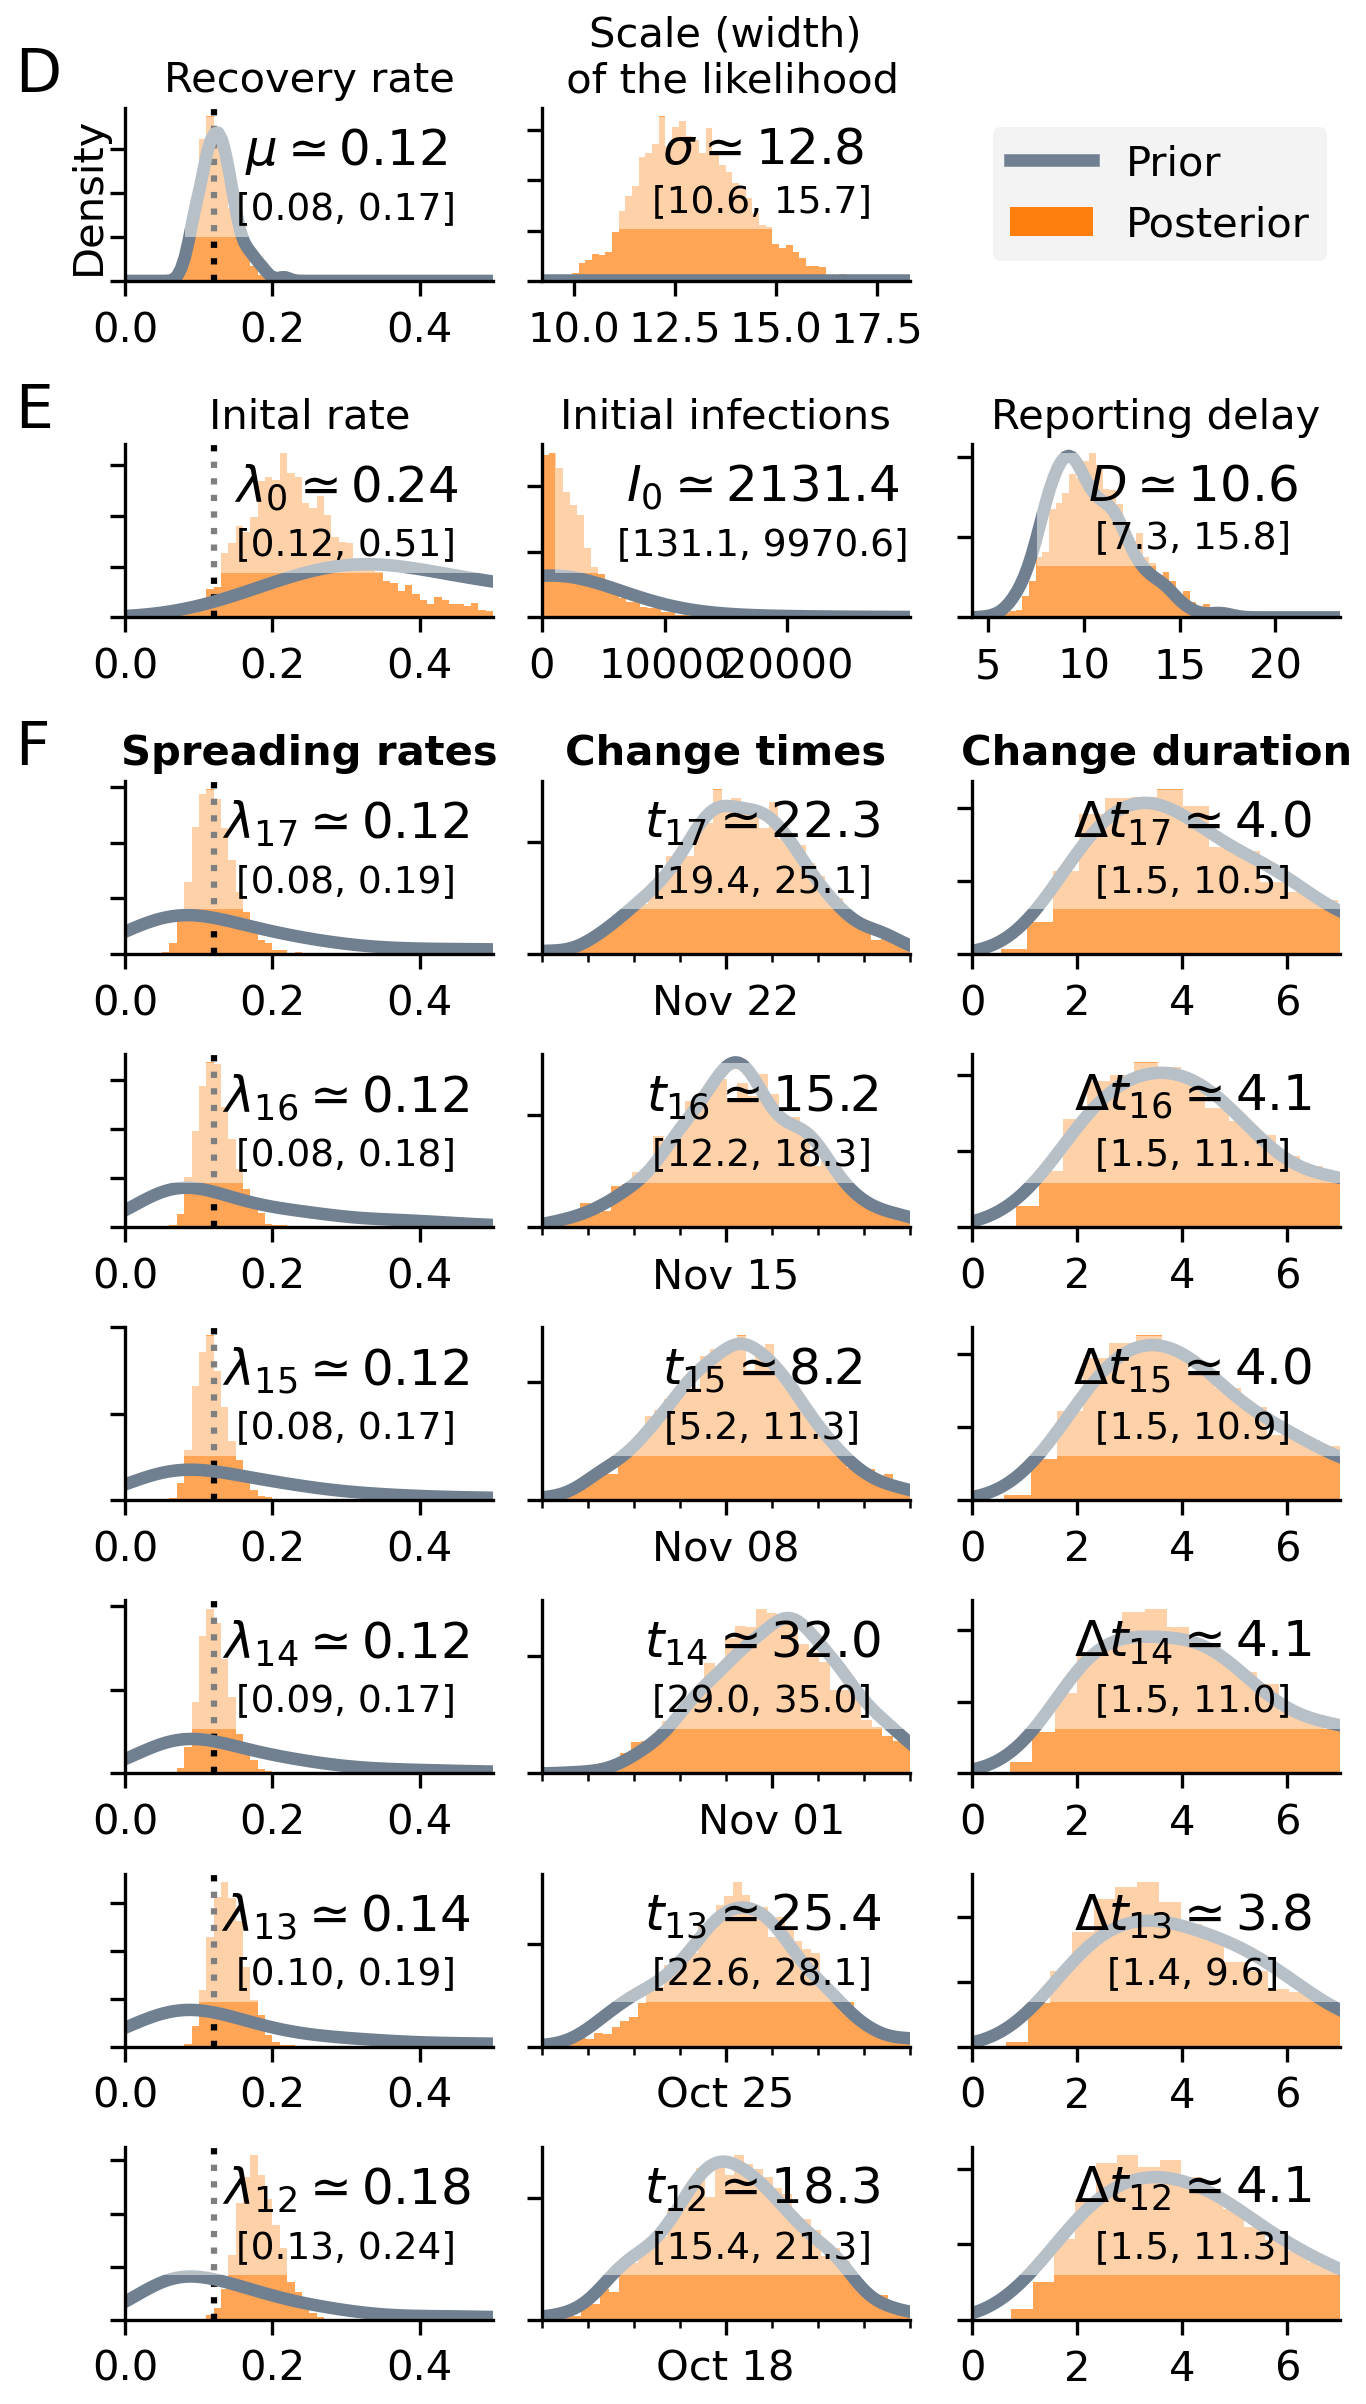 D
Recovery rate
Scale (width)
of the likelihood
Density
μ ≃ 0.12
[0.08, 0.17]
0.0 0.2 0.4
σ ≃ 12.8
[10.6, 15.7]
10.0 12.5 15.0 17.5
Prior
Posterior
E
Inital rate
Initial infections
Reporting delay
λ₀ ≃ 0.24
[0.12, 0.51]
0.0 0.2 0.4
I₀ ≃ 2131.4
[131.1, 9970.6]
0 10000 20000
D ≃ 10.6
[7.3, 15.8]
5 10 15 20
F
Spreading rates
Change times
Change duration
λ₁₇ ≃ 0.12
[0.08, 0.19]
0.0 0.2 0.4
t₁₇ ≃ 22.3
[19.4, 25.1]
Nov 22
Δt₁₇ ≃ 4.0
[1.5, 10.5]
0 2 4 6
λ₁₆ ≃ 0.12
[0.08, 0.18]
0.0 0.2 0.4
t₁₆ ≃ 15.2
[12.2, 18.3]
Nov 15
Δt₁₆ ≃ 4.1
[1.5, 11.1]
0 2 4 6
λ₁₅ ≃ 0.12
[0.08, 0.17]
0.0 0.2 0.4
t₁₅ ≃ 8.2
[5.2, 11.3]
Nov 08
Δt₁₅ ≃ 4.0
[1.5, 10.9]
0 2 4 6
λ₁₄ ≃ 0.12
[0.09, 0.17]
0.0 0.2 0.4
t₁₄ ≃ 32.0
[29.0, 35.0]
Nov 01
Δt₁₄ ≃ 4.1
[1.5, 11.0]
0 2 4 6
λ₁₃ ≃ 0.14
[0.10, 0.19]
0.0 0.2 0.4
t₁₃ ≃ 25.4
[22.6, 28.1]
Oct 25
Δt₁₃ ≃ 3.8
[1.4, 9.6]
0 2 4 6
λ₁₂ ≃ 0.18
[0.13, 0.24]
0.0 0.2 0.4
t₁₂ ≃ 18.3
[15.4, 21.3]
Oct 18
Δt₁₂ ≃ 4.1
[1.5, 11.3]
0 2 4 6